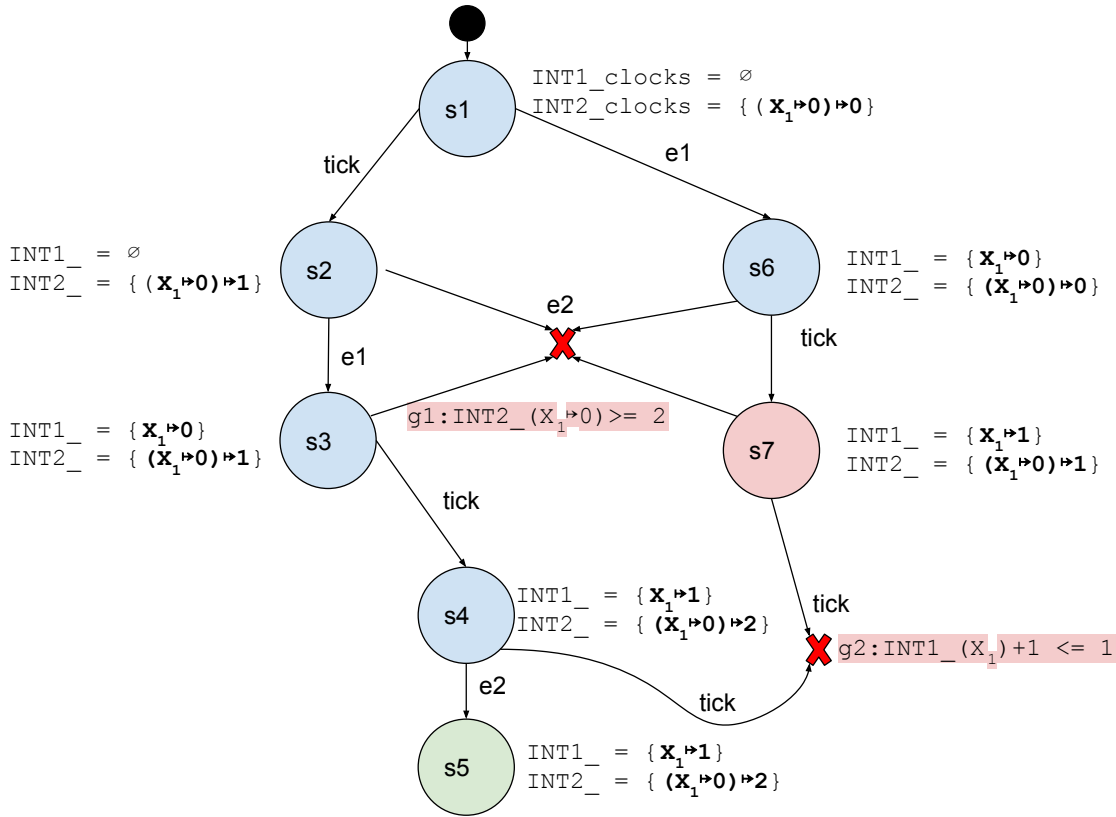 INT1_clocks = ∅
s1
INT2_clocks = {(X₁↦0)↦0}
tick
e1
INT1_ = ∅
INT2_ = {(X₁↦0)↦1}
s2
e2
s6
INT1_ = {X₁↦0}
INT2_ = {(X₁↦0)↦0}
tick
e1
g1:INT2_(X₁↦0)>= 2
INT1_ = {X₁↦0}
INT2_ = {(X₁↦0)↦1}
s3
s7
INT1_ = {X₁↦1}
INT2_ = {(X₁↦0)↦1}
tick
s4
INT1_ = {X₁↦1}
INT2_ = {(X₁↦0)↦2}
tick
g2:INT1_(X₁)+1 <= 1
e2
tick
s5
INT1_ = {X₁↦1}
INT2_ = {(X₁↦0)↦2}